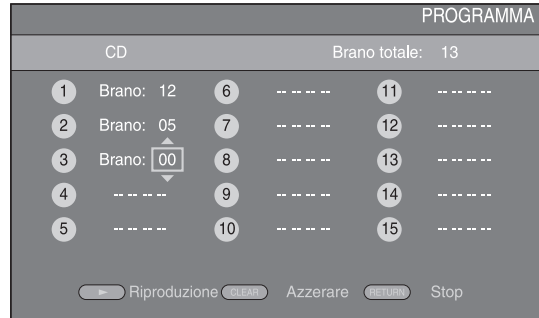 PROGRAMMA
CD Brano totale: 13
1 Brano: 12 6 -- -- -- -- 11 -- -- -- --
2 Brano: 05 7 -- -- -- -- 12 -- -- -- --
3 Brano: 00 8 -- -- -- -- 13 -- -- -- --
4 -- -- -- -- 9 -- -- -- -- 14 -- -- -- --
5 -- -- -- -- 10 -- -- -- -- 15 -- -- -- --
Riproduzione CLEAR Azzerare RETURN Stop